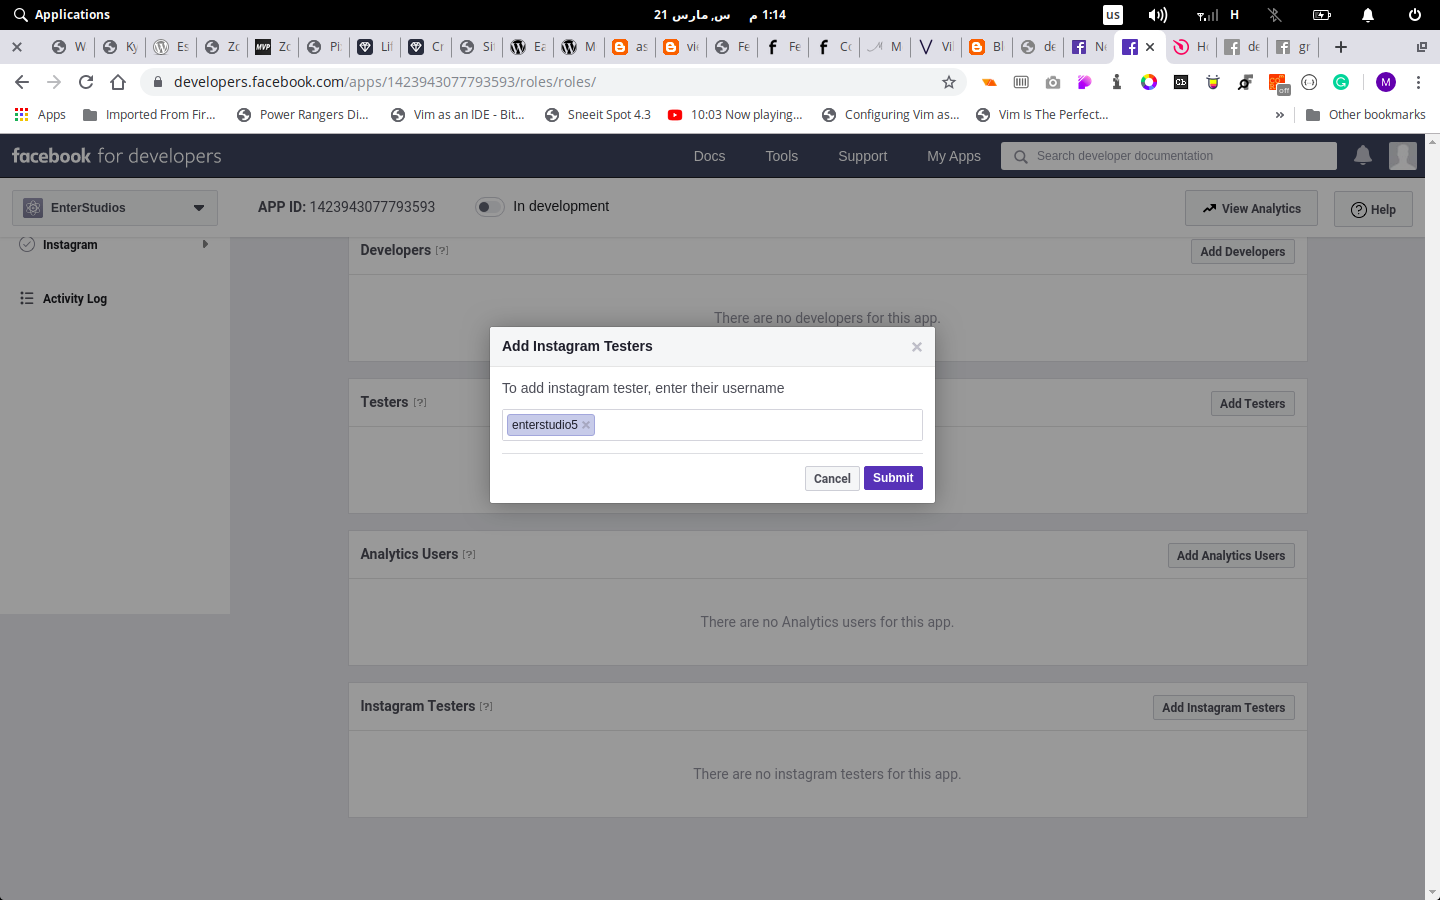 Applications
س, مارس 21 1:14 م
us
H
W
Ky
Es
Zc
MVP
Zc
Pi
Lif
Cr
Sit
Ea
M
as
vie
Fe
Fe
Cc
M
Vi
Bl
de
Ne
Hc
de
gr
developers.facebook.com/apps/1423943077793593/roles/roles/
Cb
off
M
Apps
Imported From Fir...
Power Rangers Di...
Vim as an IDE - Bit...
Sneeit Spot 4.3
10:03 Now playing...
Configuring Vim as...
Vim Is The Perfect...
»
Other bookmarks
facebook for developers
Docs
Tools
Support
My Apps
Search developer documentation
EnterStudios
APP ID: 1423943077793593
In development
View Analytics
Help
Instagram
Activity Log
Developers [?]
Add Developers
There are no developers for this app.
Add Instagram Testers
To add instagram tester, enter their username
enterstudio5
Cancel
Submit
Testers [?]
Add Testers
Analytics Users [?]
Add Analytics Users
There are no Analytics users for this app.
Instagram Testers [?]
Add Instagram Testers
There are no instagram testers for this app.